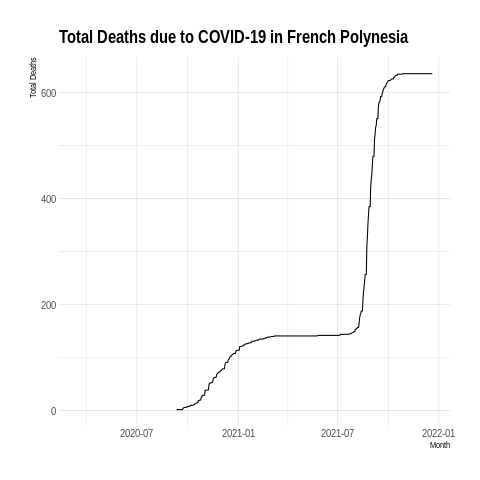 Total Deaths due to COVID-19 in French Polynesia
Total Deaths
600
400
200
0
2020-07 2021-01 2021-07 2022-01
Month